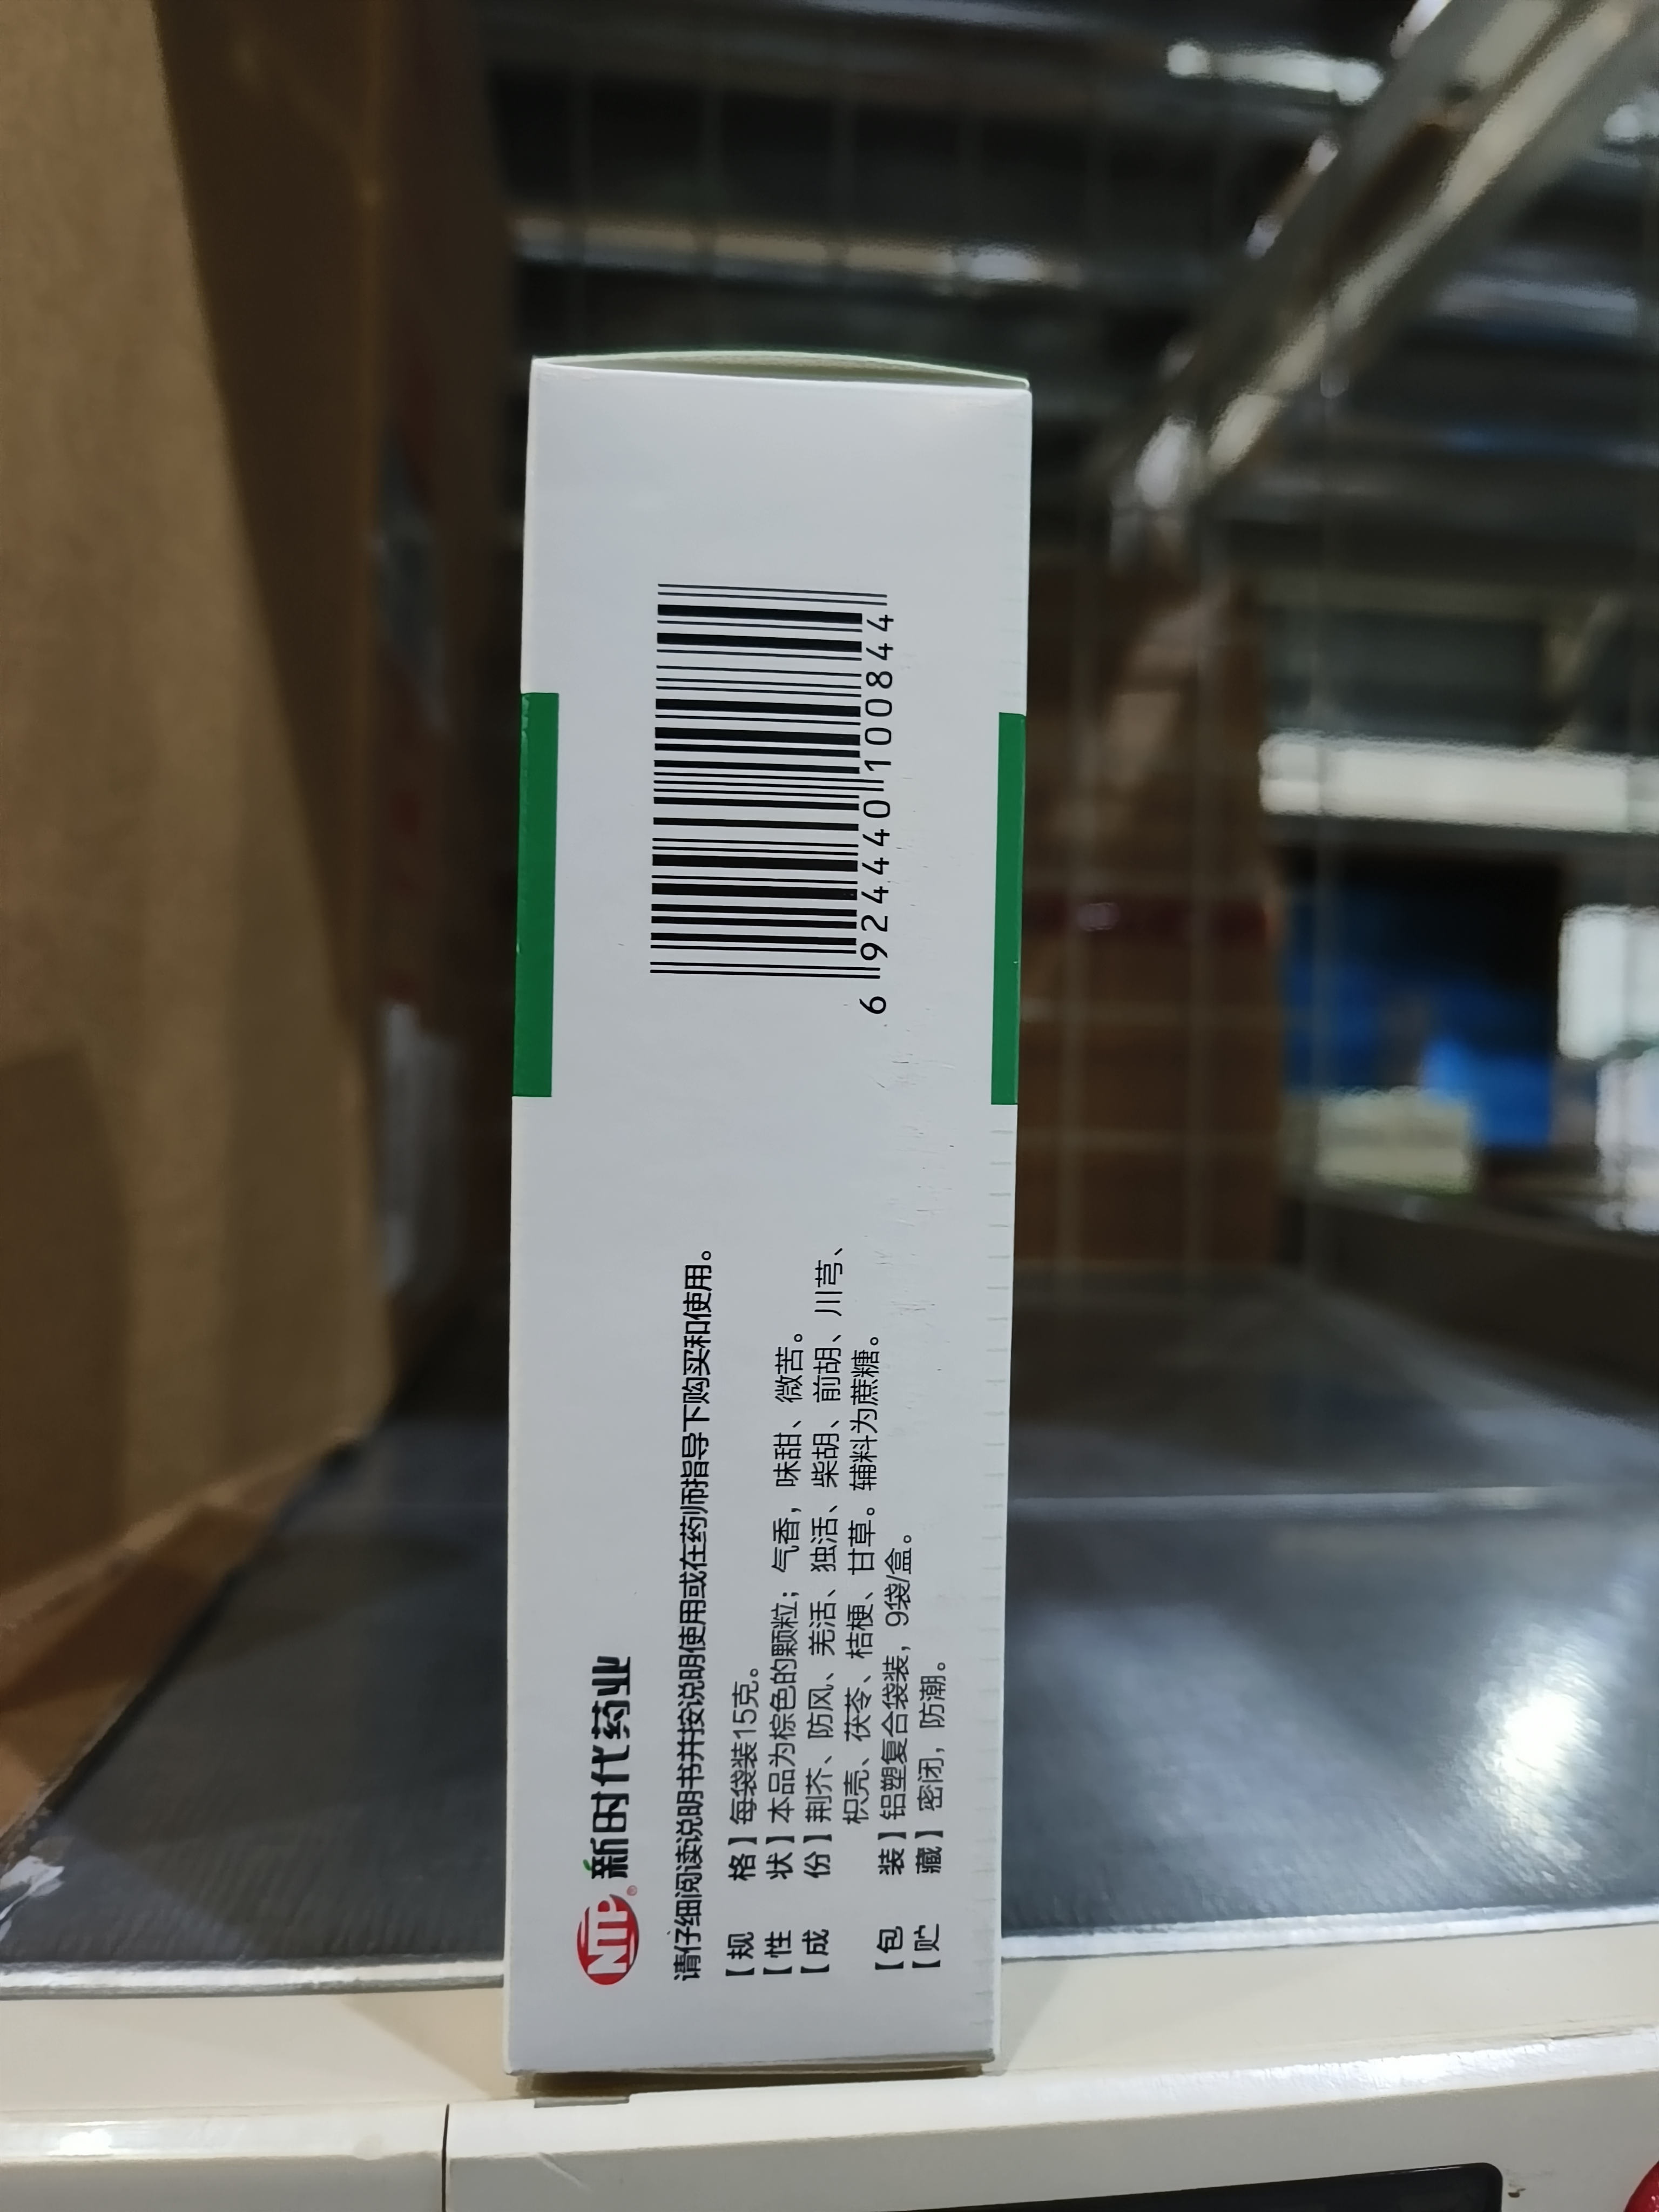 NTP® 新时代药业
请仔细阅读说明书并按说明使用或在药师指导下购买和使用。
【规 格】每袋装15克。
【性 状】本品为棕色的颗粒；气香，味甜、微苦。
【成 份】荆芥、防风、羌活、独活、柴胡、前胡、川芎、
枳壳、茯苓、桔梗、甘草。辅料为蔗糖。
【包 装】铝塑复合袋装，9袋/盒。
【贮 藏】密闭，防潮。
6 924440 100844